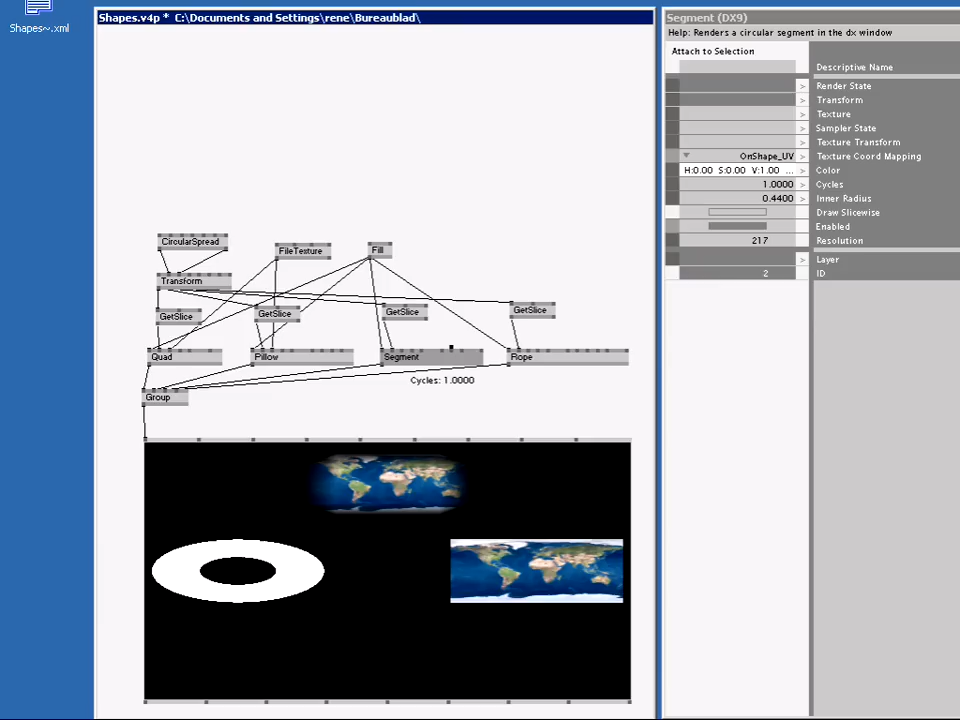 Shapes~.xml
Shapes.v4p * C:\Documents and Settings\rene\Bureaublad\
CircularSpread
FileTexture
Fill
Transform
GetSlice
GetSlice
GetSlice
GetSlice
Quad
Pillow
Segment
Rope
Cycles: 1.0000
Group
Segment (DX9)
Help: Renders a circular segment in the dx window
Attach to Selection
Descriptive Name
> Render State
> Transform
> Texture
> Sampler State
> Texture Transform
OnShape_UV > Texture Coord Mapping
H:0.00 S:0.00 V:1.00 ... > Color
1.0000 > Cycles
0.4400 > Inner Radius
Draw Slicewise
Enabled
217 Resolution
> Layer
2 ID